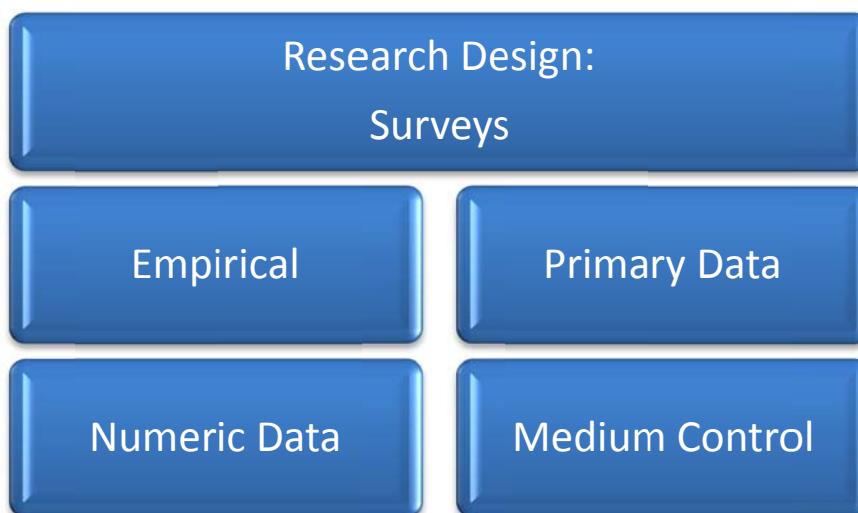 Research Design:
Surveys
Empirical
Primary Data
Numeric Data
Medium Control